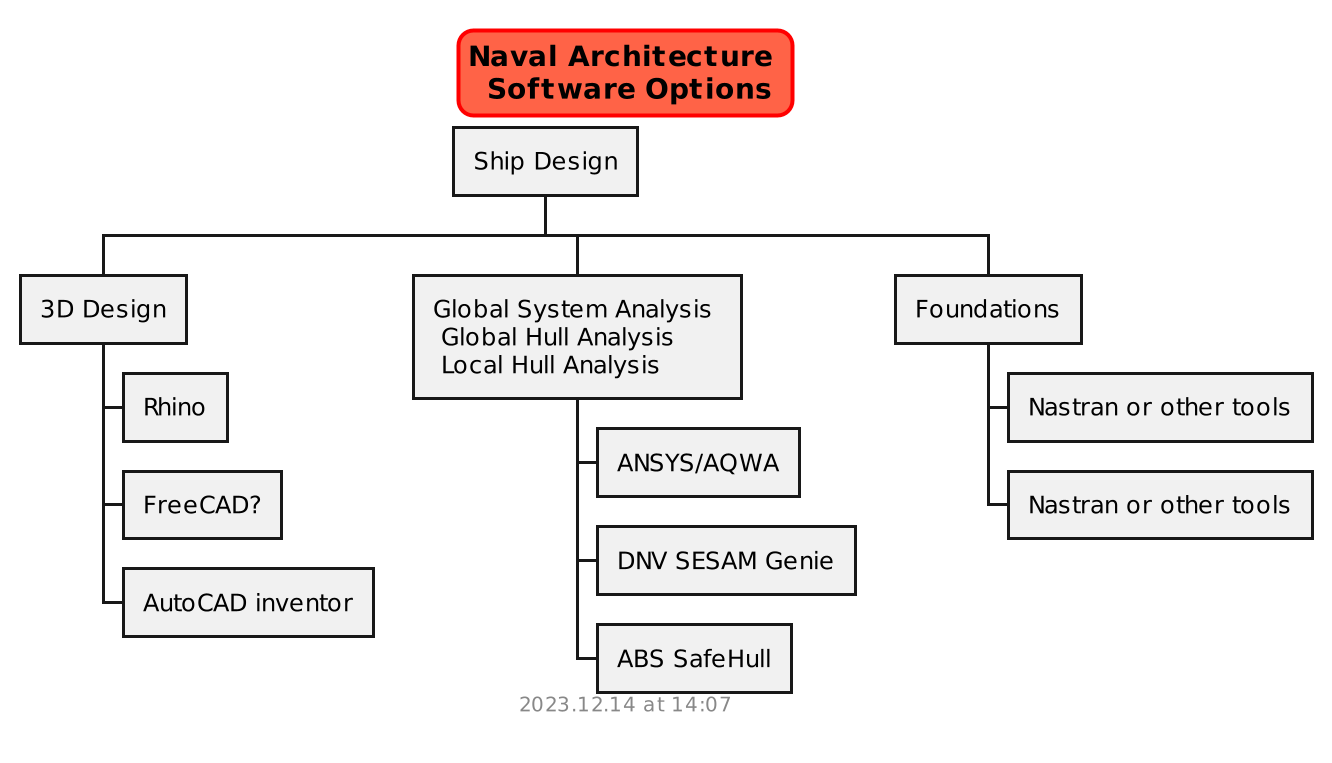 Naval Architecture
Software Options
Ship Design
3D Design
Global System Analysis
Global Hull Analysis
Local Hull Analysis
Foundations
Rhino
FreeCAD?
AutoCAD inventor
ANSYS/AQWA
DNV SESAM Genie
ABS SafeHull
Nastran or other tools
Nastran or other tools
2023.12.14 at 14:07